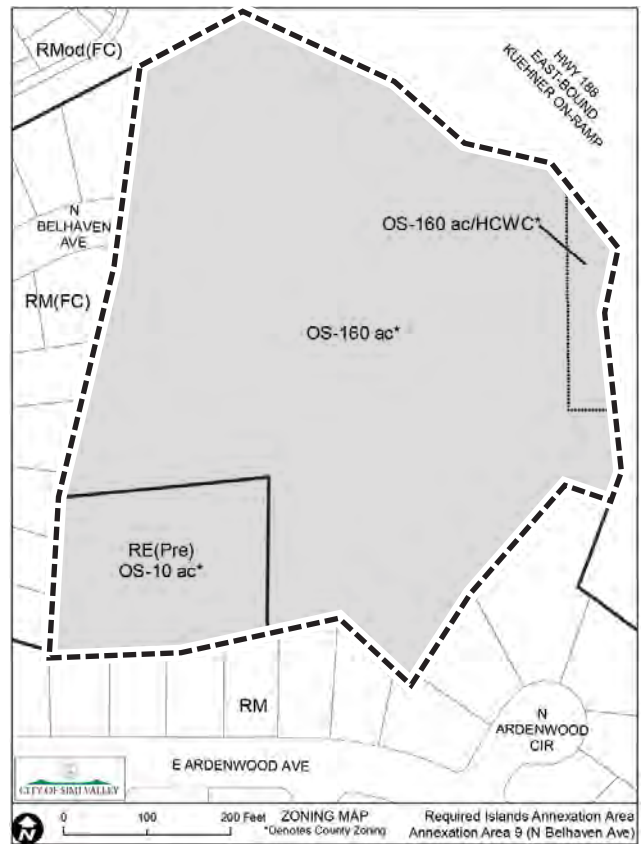 RMod(FC)
HWY 188
EAST-BOUND
KUEHNER ON-RAMP
N
BELHAVEN
AVE
OS-160 ac/HCWC*
RM(FC)
OS-160 ac*
RE(Pre)
OS-10 ac*
RM
N
ARDENWOOD
CIR
E ARDENWOOD AVE
CITY OF SIMI VALLEY
N
0 100 200 Feet
ZONING MAP
*Denotes County Zoning
Required Islands Annexation Area
Annexation Area 9 (N Belhaven Ave)